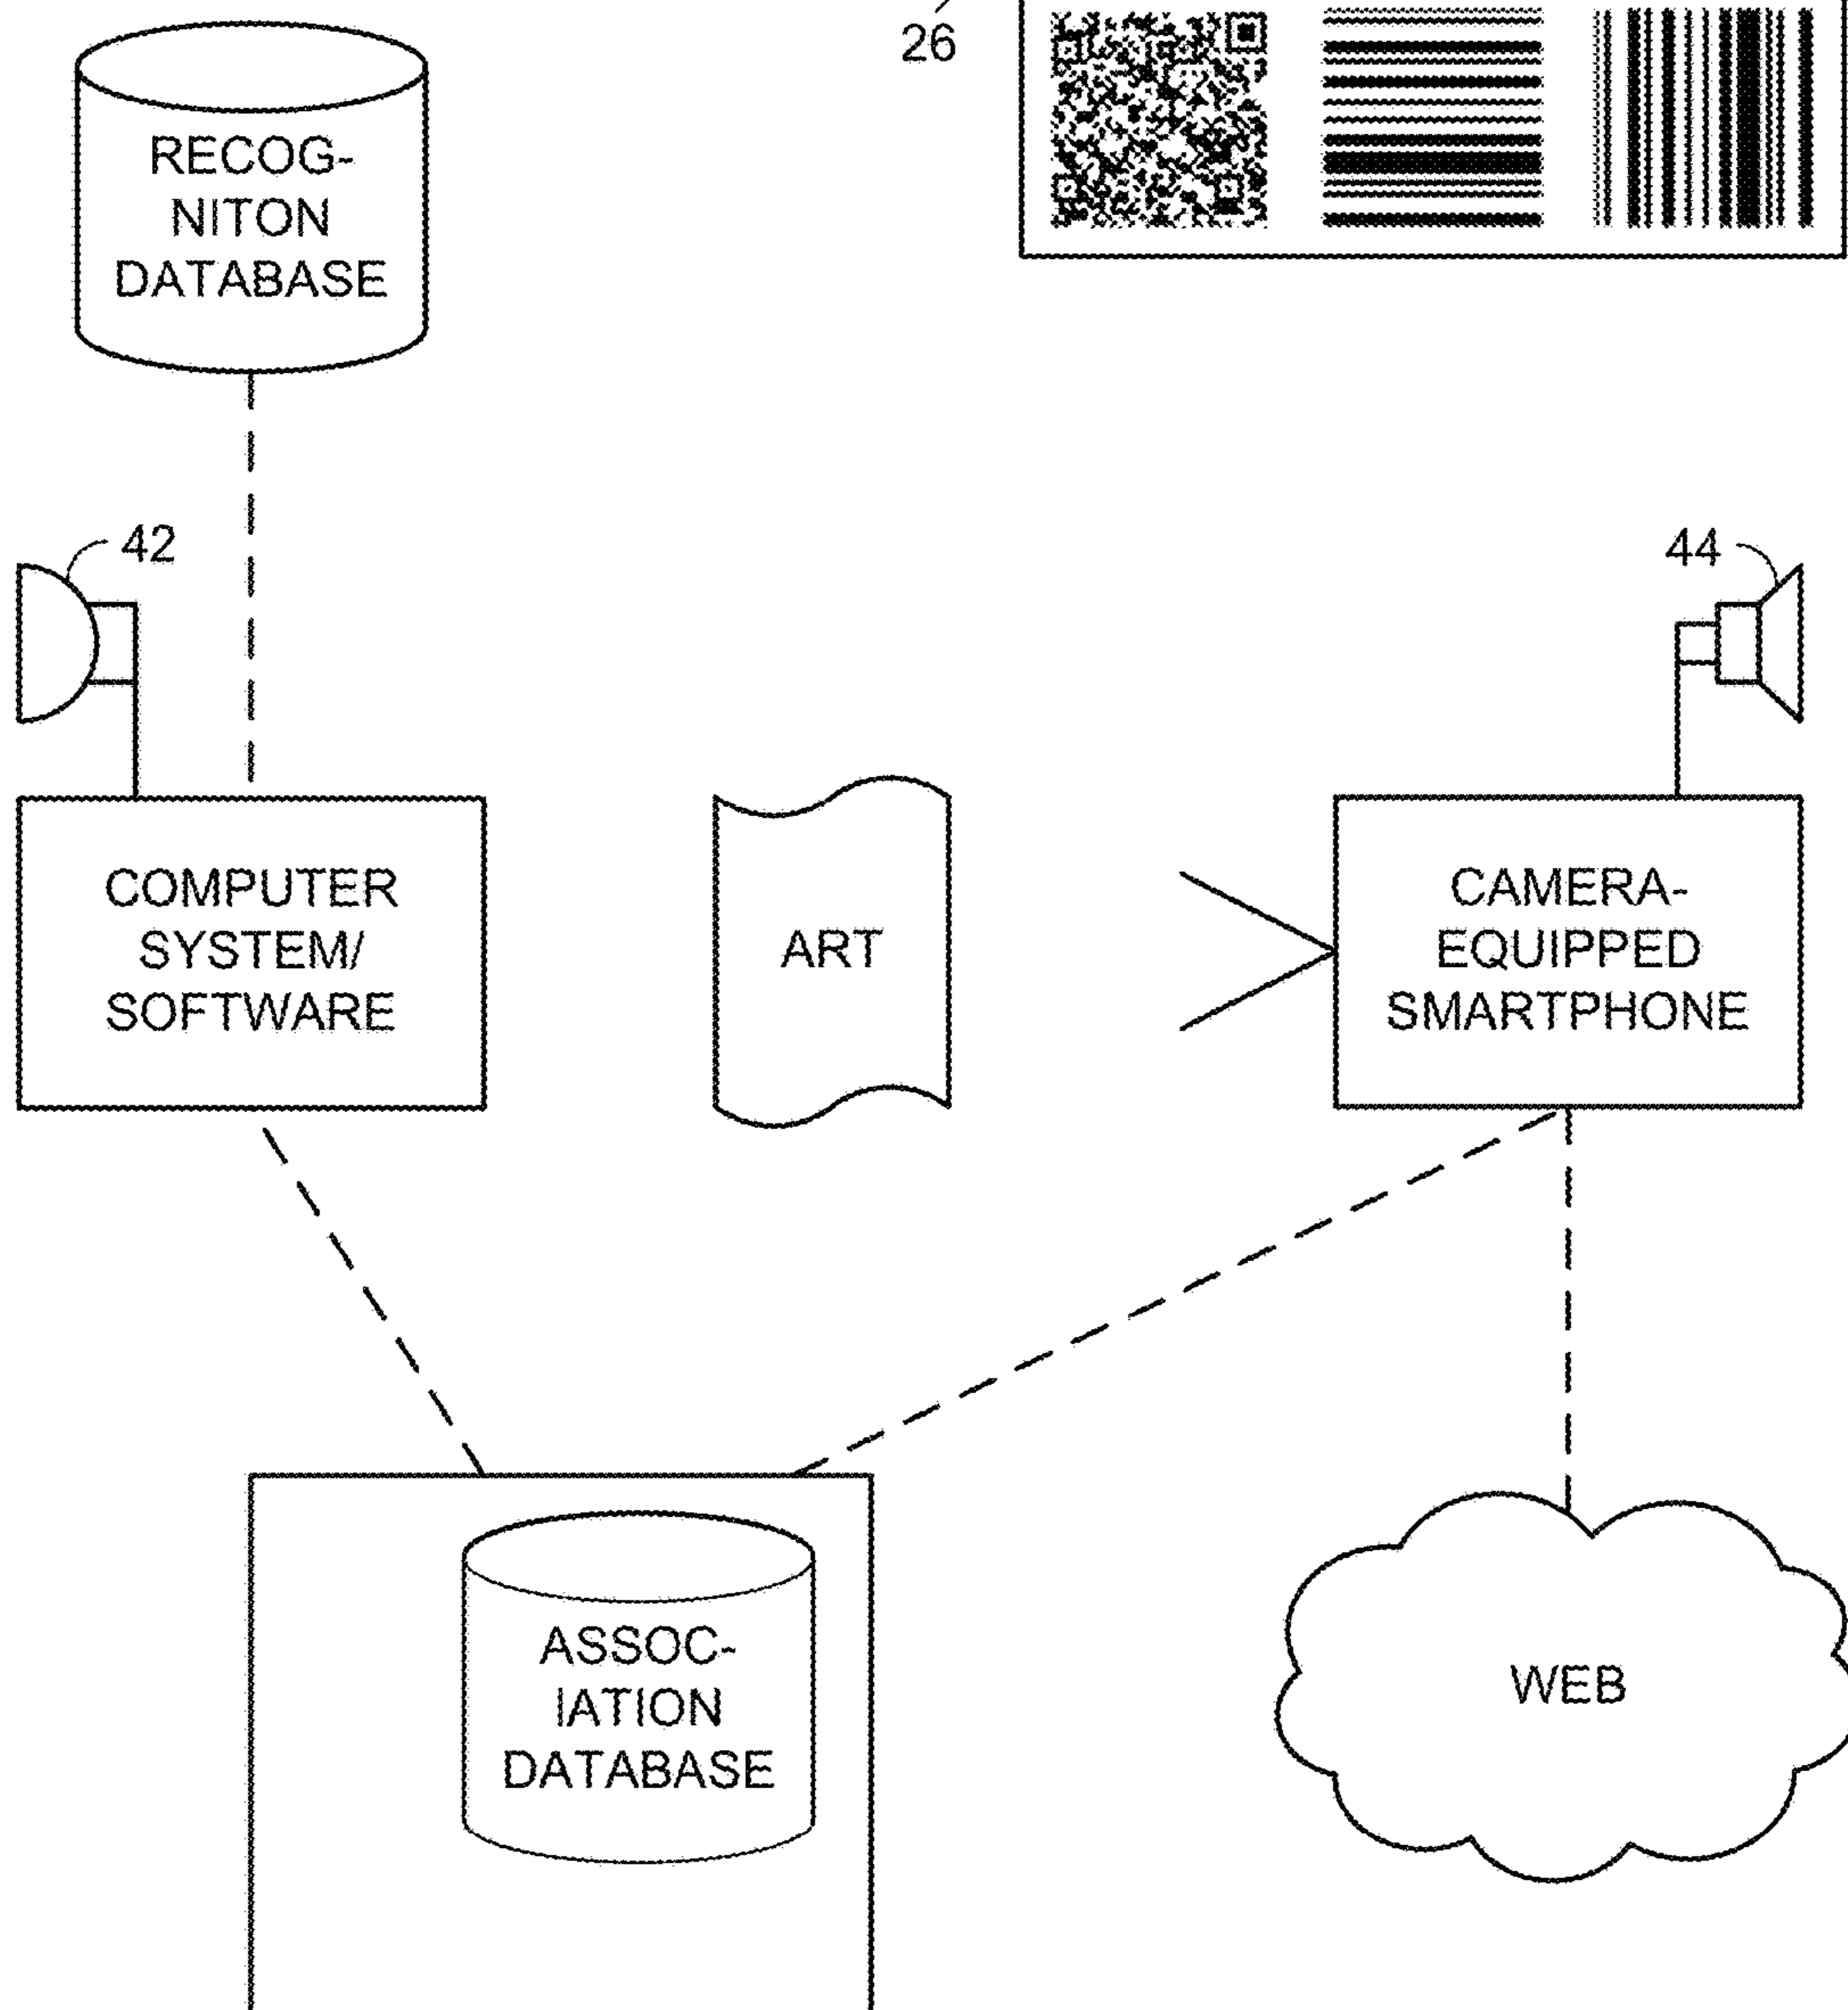 26
RECOG-
NITON
DATABASE
42
44
COMPUTER
SYSTEM/
SOFTWARE
ART
CAMERA-
EQUIPPED
SMARTPHONE
ASSOC-
IATION
DATABASE
WEB